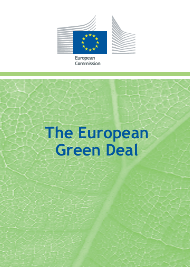 European
Commission
The European
Green Deal